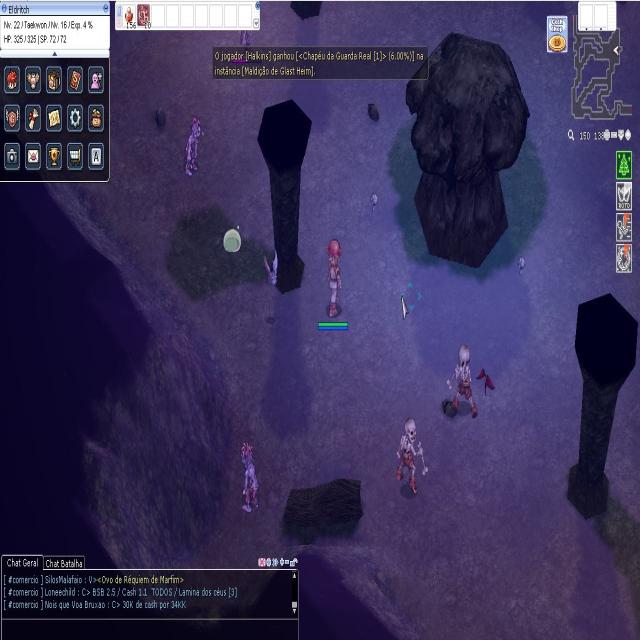 Eldritch
Nv. 22 / Taekwon / Nv. 16 / Exp. 4 %
HP. 325 / 325 | SP. 72 / 72
156 10
O jogador [Halkins] ganhou [<Chapéu da Guarda Real [1]> (6.00%)] na
instância [Maldição de Glast Heim].
150 138
Chat Geral Chat Batalha
[ #comercio ] SilosMalafaio : V><Ovo de Réquiem de Marfim>
[ #comercio ] Loneechild : C> BSB 2.5 / Cash 1.1 TODOS / Lamina dos céus [3]
[ #comercio ] Nois que Voa Bruxao : C> 30K de cash por 34KK